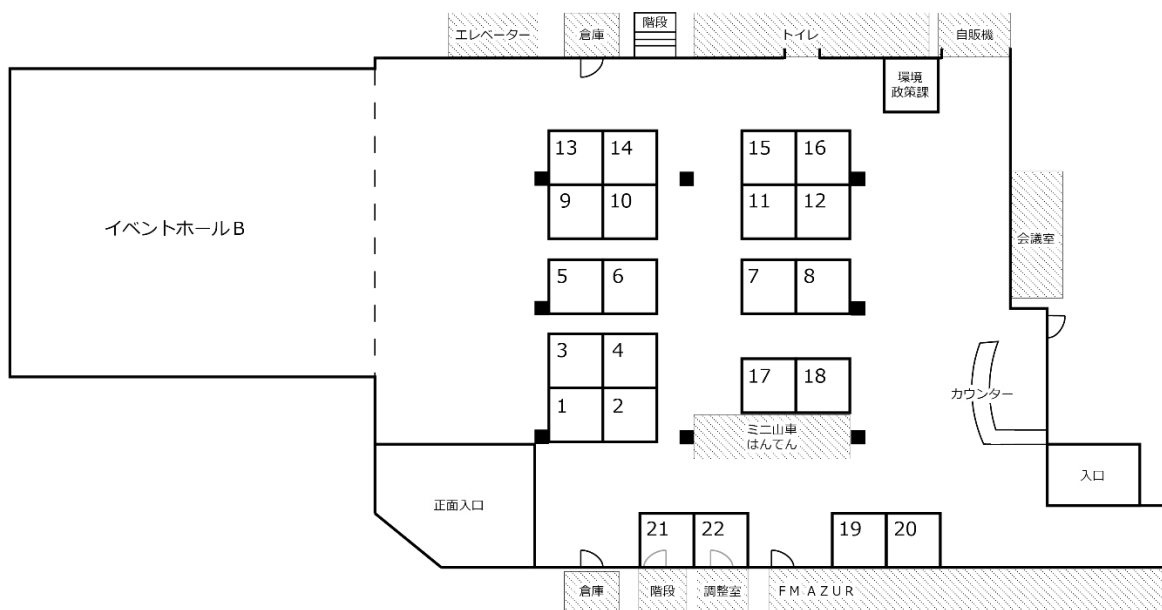 エレベーター
倉庫
階段
トイレ
自販機
環境
政策課
13
14
15
16
9
10
11
12
イベントホールB
会議室
5
6
7
8
3
4
17
18
1
2
カウンター
ミニ山車
はんてん
正面入口
入口
21
22
19
20
倉庫
階段
調整室
FM AZUR